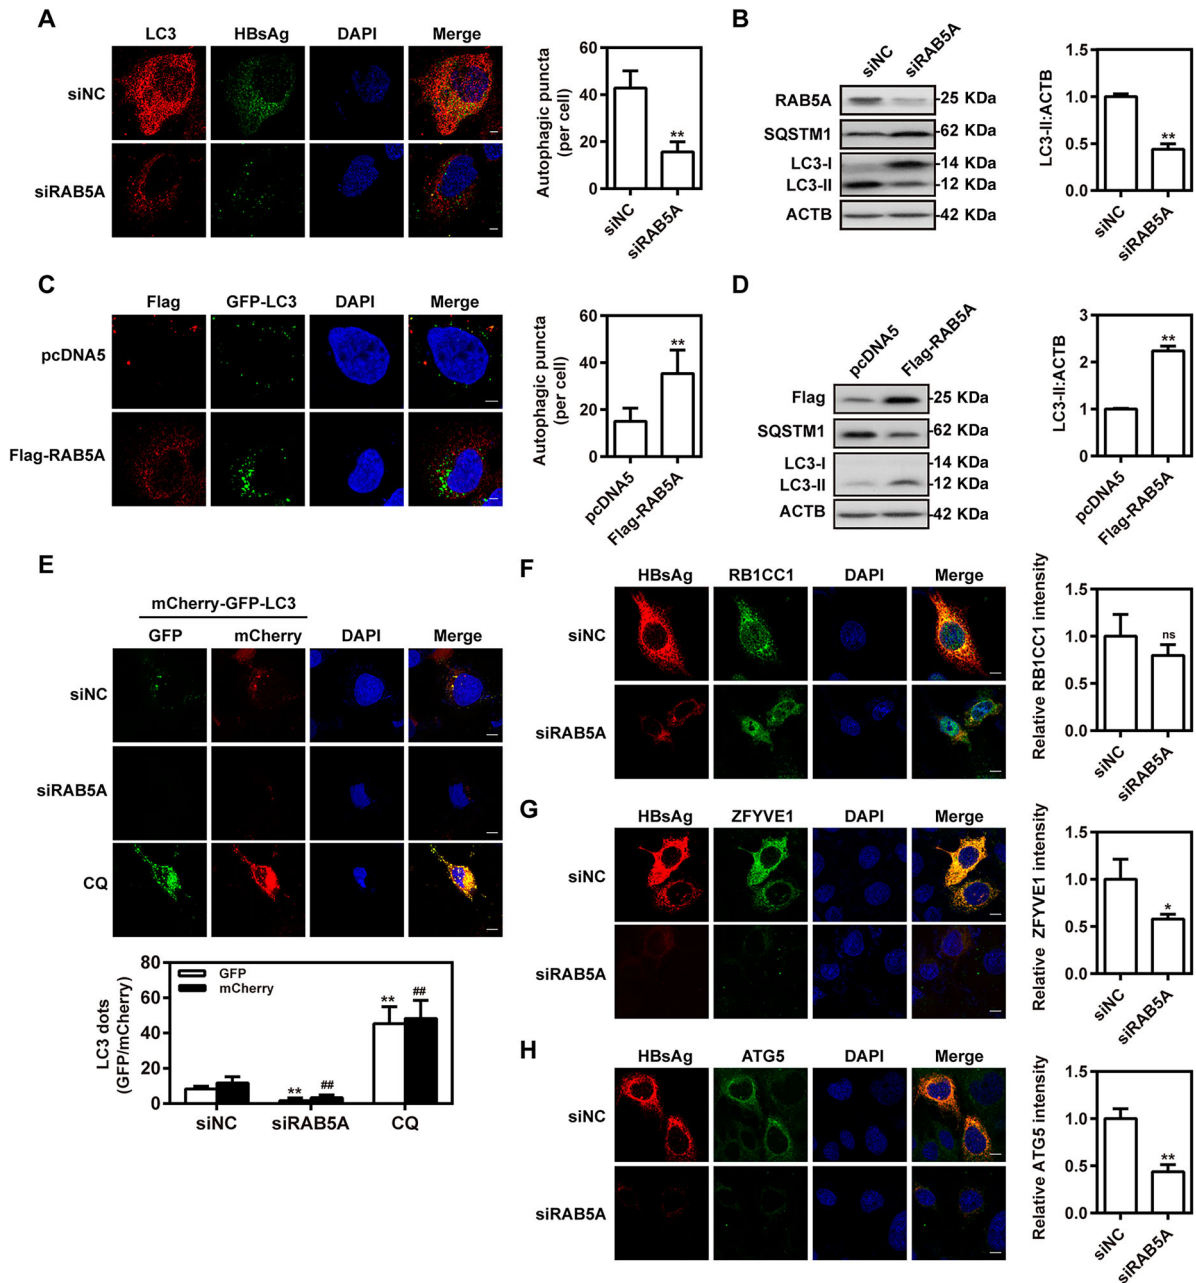 A
LC3 HBsAg DAPI Merge
siNC
siRAB5A
Autophagic puncta
(per cell)
60
40
20
0
**
siNC
siRAB5A
B
siNC siRAB5A
RAB5A -25 KDa
SQSTM1 -62 KDa
LC3-I -14 KDa
LC3-II -12 KDa
ACTB -42 KDa
LC3-II:ACTB
1.5
1.0
0.5
0.0
**
siNC
siRAB5A
C
Flag GFP-LC3 DAPI Merge
pcDNA5
Flag-RAB5A
Autophagic puncta
(per cell)
60
40
20
0
**
pcDNA5
Flag-RAB5A
D
pcDNA5 Flag-RAB5A
Flag -25 KDa
SQSTM1 -62 KDa
LC3-I -14 KDa
LC3-II -12 KDa
ACTB -42 KDa
LC3-II:ACTB
3
2
1
0
**
pcDNA5
Flag-RAB5A
E
mCherry-GFP-LC3
GFP mCherry DAPI Merge
siNC
siRAB5A
CQ
LC3 dots
(GFP/mCherry)
80
60
40
20
0
GFP
mCherry
** ##
** ##
siNC siRAB5A CQ
F
HBsAg RB1CC1 DAPI Merge
siNC
siRAB5A
Relative RB1CC1 intensity
1.5
1.0
0.5
0.0
ns
siNC
siRAB5A
G
HBsAg ZFYVE1 DAPI Merge
siNC
siRAB5A
Relative ZFYVE1 intensity
1.5
1.0
0.5
0.0
*
siNC
siRAB5A
H
HBsAg ATG5 DAPI Merge
siNC
siRAB5A
Relative ATG5 intensity
1.5
1.0
0.5
0.0
**
siNC
siRAB5A